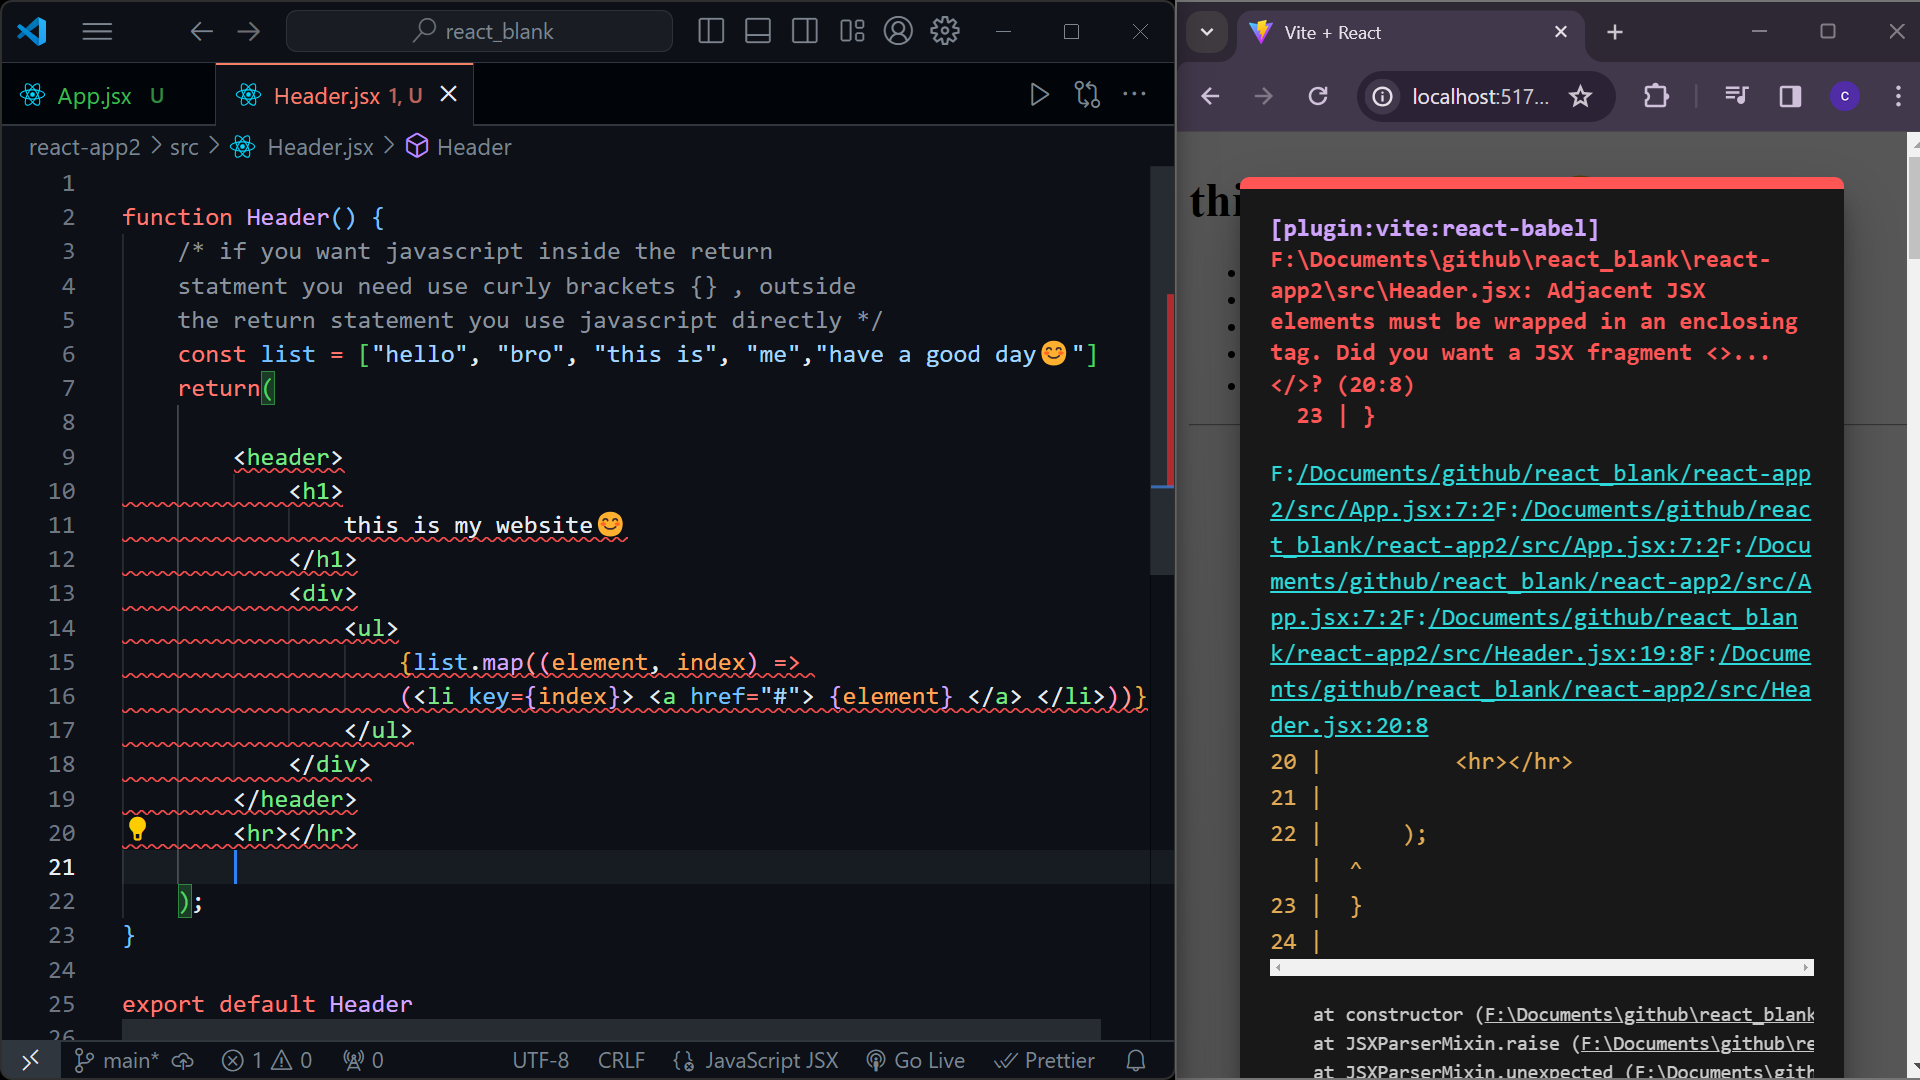 react_blank
App.jsx U
Header.jsx 1, U
react-app2 > src > Header.jsx > Header
1
2 function Header() {
3 /* if you want javascript inside the return
4 statment you need use curly brackets {} , outside
5 the return statement you use javascript directly */
6 const list = ["hello", "bro", "this is", "me","have a good day😊"]
7 return(
8
9 <header>
10 <h1>
11 this is my website😊
12 </h1>
13 <div>
14 <ul>
15 {list.map((element, index) =>
16 (<li key={index}> <a href="#"> {element} </a> </li>))}
17 </ul>
18 </div>
19 </header>
20 <hr></hr>
21
22 );
23 }
24
25 export default Header
26
main* 1 0 0 UTF-8 CRLF {} JavaScript JSX Go Live Prettier
Vite + React
localhost:517...
C
thi
[plugin:vite:react-babel]
F:\Documents\github\react_blank\react-
app2\src\Header.jsx: Adjacent JSX
elements must be wrapped in an enclosing
tag. Did you want a JSX fragment <>...
</>? (20:8)
23 | }
F:/Documents/github/react_blank/react-app
2/src/App.jsx:7:2F:/Documents/github/reac
t_blank/react-app2/src/App.jsx:7:2F:/Docu
ments/github/react_blank/react-app2/src/A
pp.jsx:7:2F:/Documents/github/react_blan
k/react-app2/src/Header.jsx:19:8F:/Docume
nts/github/react_blank/react-app2/src/Hea
der.jsx:20:8
20 | <hr></hr>
21 |
22 | );
| ^
23 | }
24 |
at constructor (F:\Documents\github\react_blank
at JSXParserMixin.raise (F:\Documents\github\re
at JSXParserMixin.unexpected (F:\Documents\gith